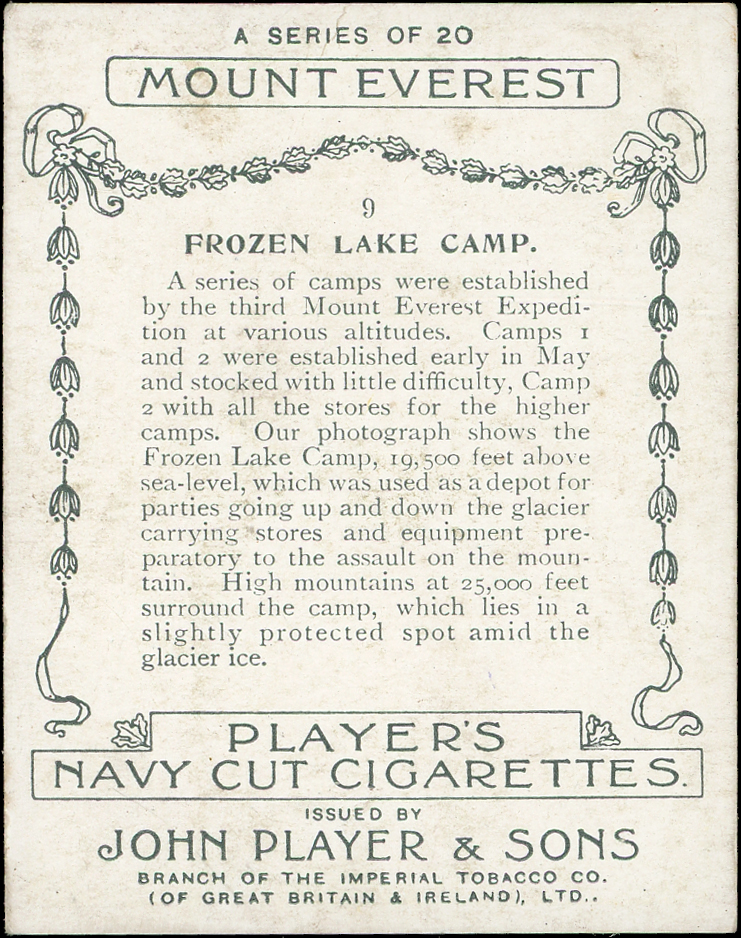 A SERIES OF 20
MOUNT EVEREST
9
FROZEN LAKE CAMP.
A series of camps were established
by the third Mount Everest Expedi-
tion at various altitudes. Camps 1
and 2 were established early in May
and stocked with little difficulty, Camp
2 with all the stores for the higher
camps. Our photograph shows the
Frozen Lake Camp, 19,500 feet above
sea-level, which was used as a depot for
parties going up and down the glacier
carrying stores and equipment pre-
paratory to the assault on the moun-
tain. High mountains at 25,000 feet
surround the camp, which lies in a
slightly protected spot amid the
glacier ice.
PLAYER'S
NAVY CUT CIGARETTES.
ISSUED BY
JOHN PLAYER & SONS
BRANCH OF THE IMPERIAL TOBACCO CO.
(OF GREAT BRITAIN & IRELAND), LTD..